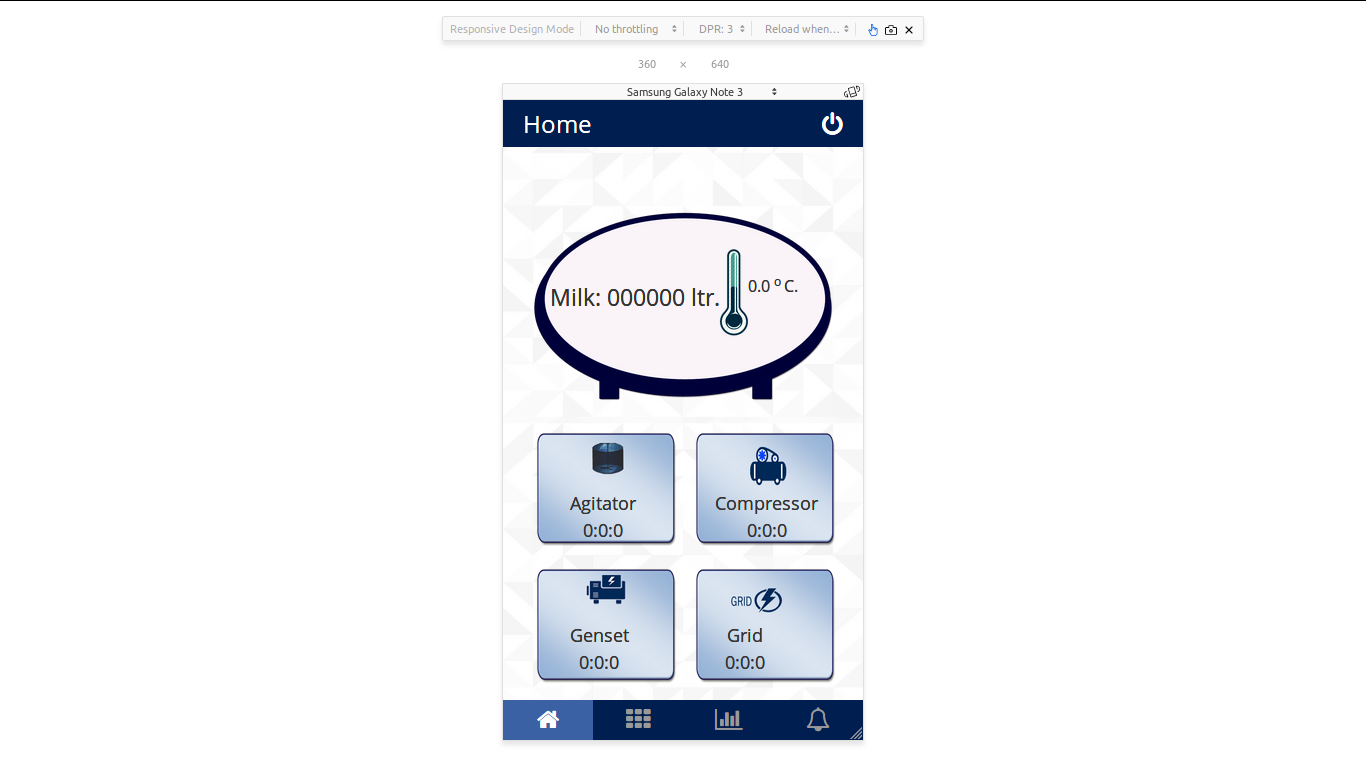 Responsive Design Mode No throttling DPR: 3 Reload when...
360 × 640
Samsung Galaxy Note 3
Home
Milk: 000000 ltr. 0.0 º C.
Agitator Compressor
0:0:0 0:0:0
GRID
Genset Grid
0:0:0 0:0:0